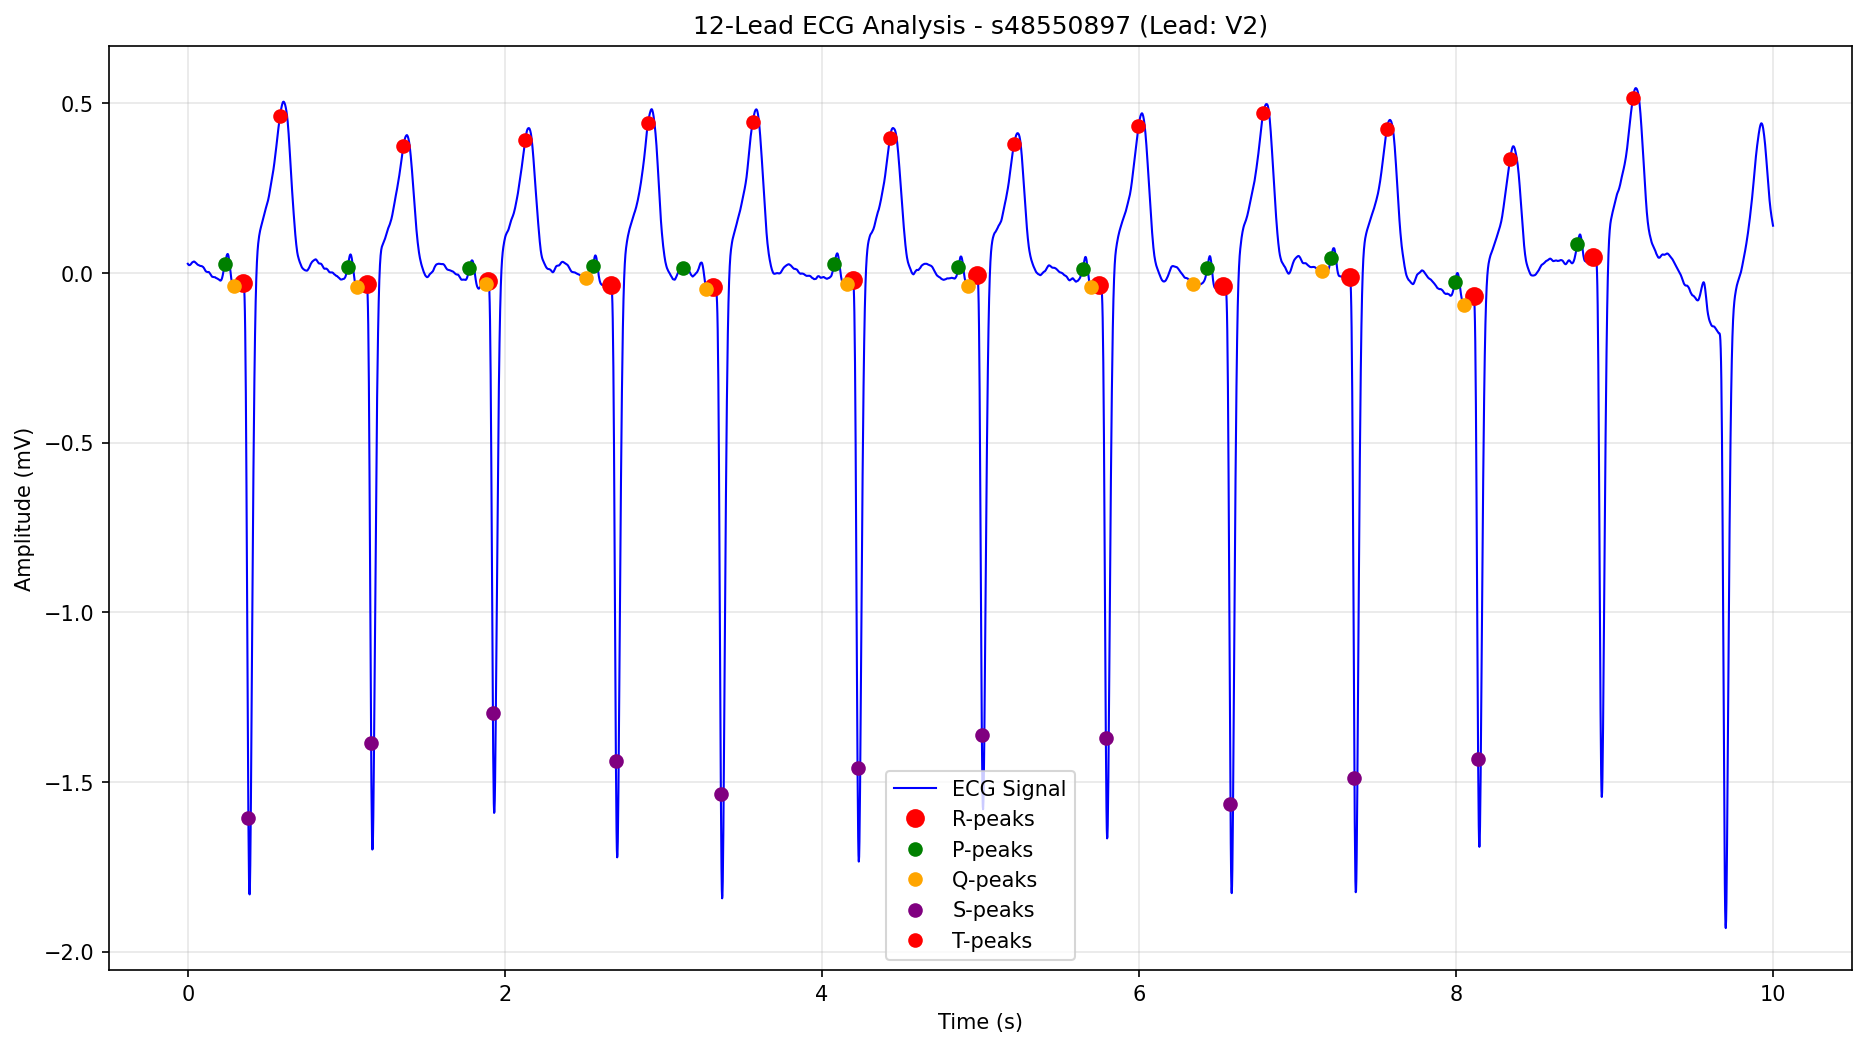 12-Lead ECG Analysis - s48550897 (Lead: V2)
Amplitude (mV)
0.5
0.0
−0.5
−1.0
−1.5
−2.0
ECG Signal
R-peaks
P-peaks
Q-peaks
S-peaks
T-peaks
0 2 4 6 8 10
Time (s)